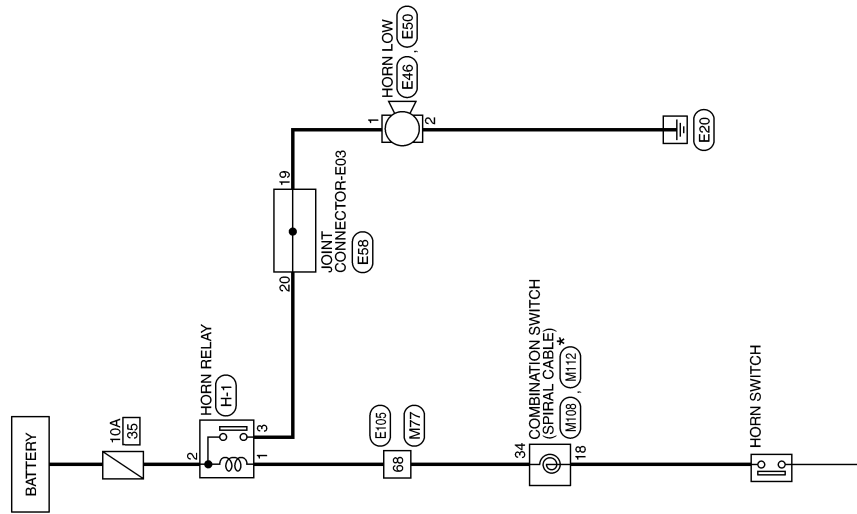 BATTERY
10A
35
2
HORN RELAY
H-1
1
3
E105
68
M77
34
COMBINATION SWITCH
(SPIRAL CABLE)
M108 , M112 *
18
HORN SWITCH
20
19
JOINT
CONNECTOR-E03
E58
1
HORN LOW
E46 , E50
2
E20